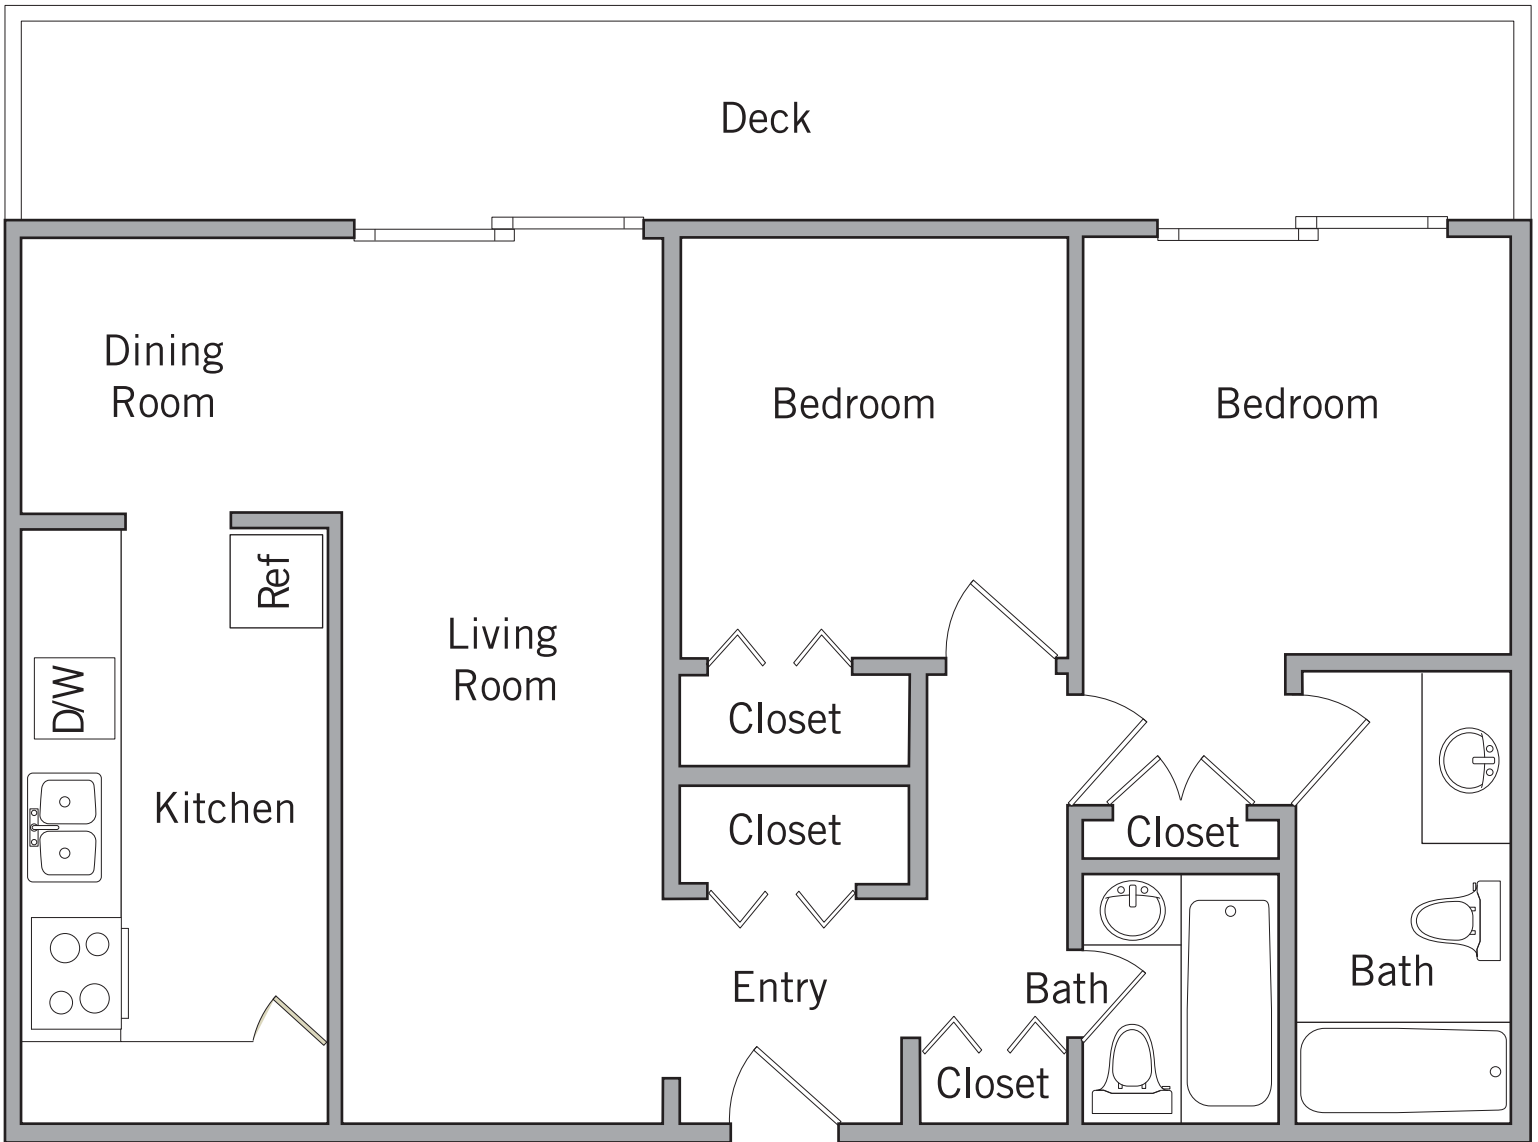 Deck
Dining
Room
Bedroom
Bedroom
Ref
Living
Room
D/W
Closet
Kitchen
Closet
Closet
Entry
Bath
Bath
Closet